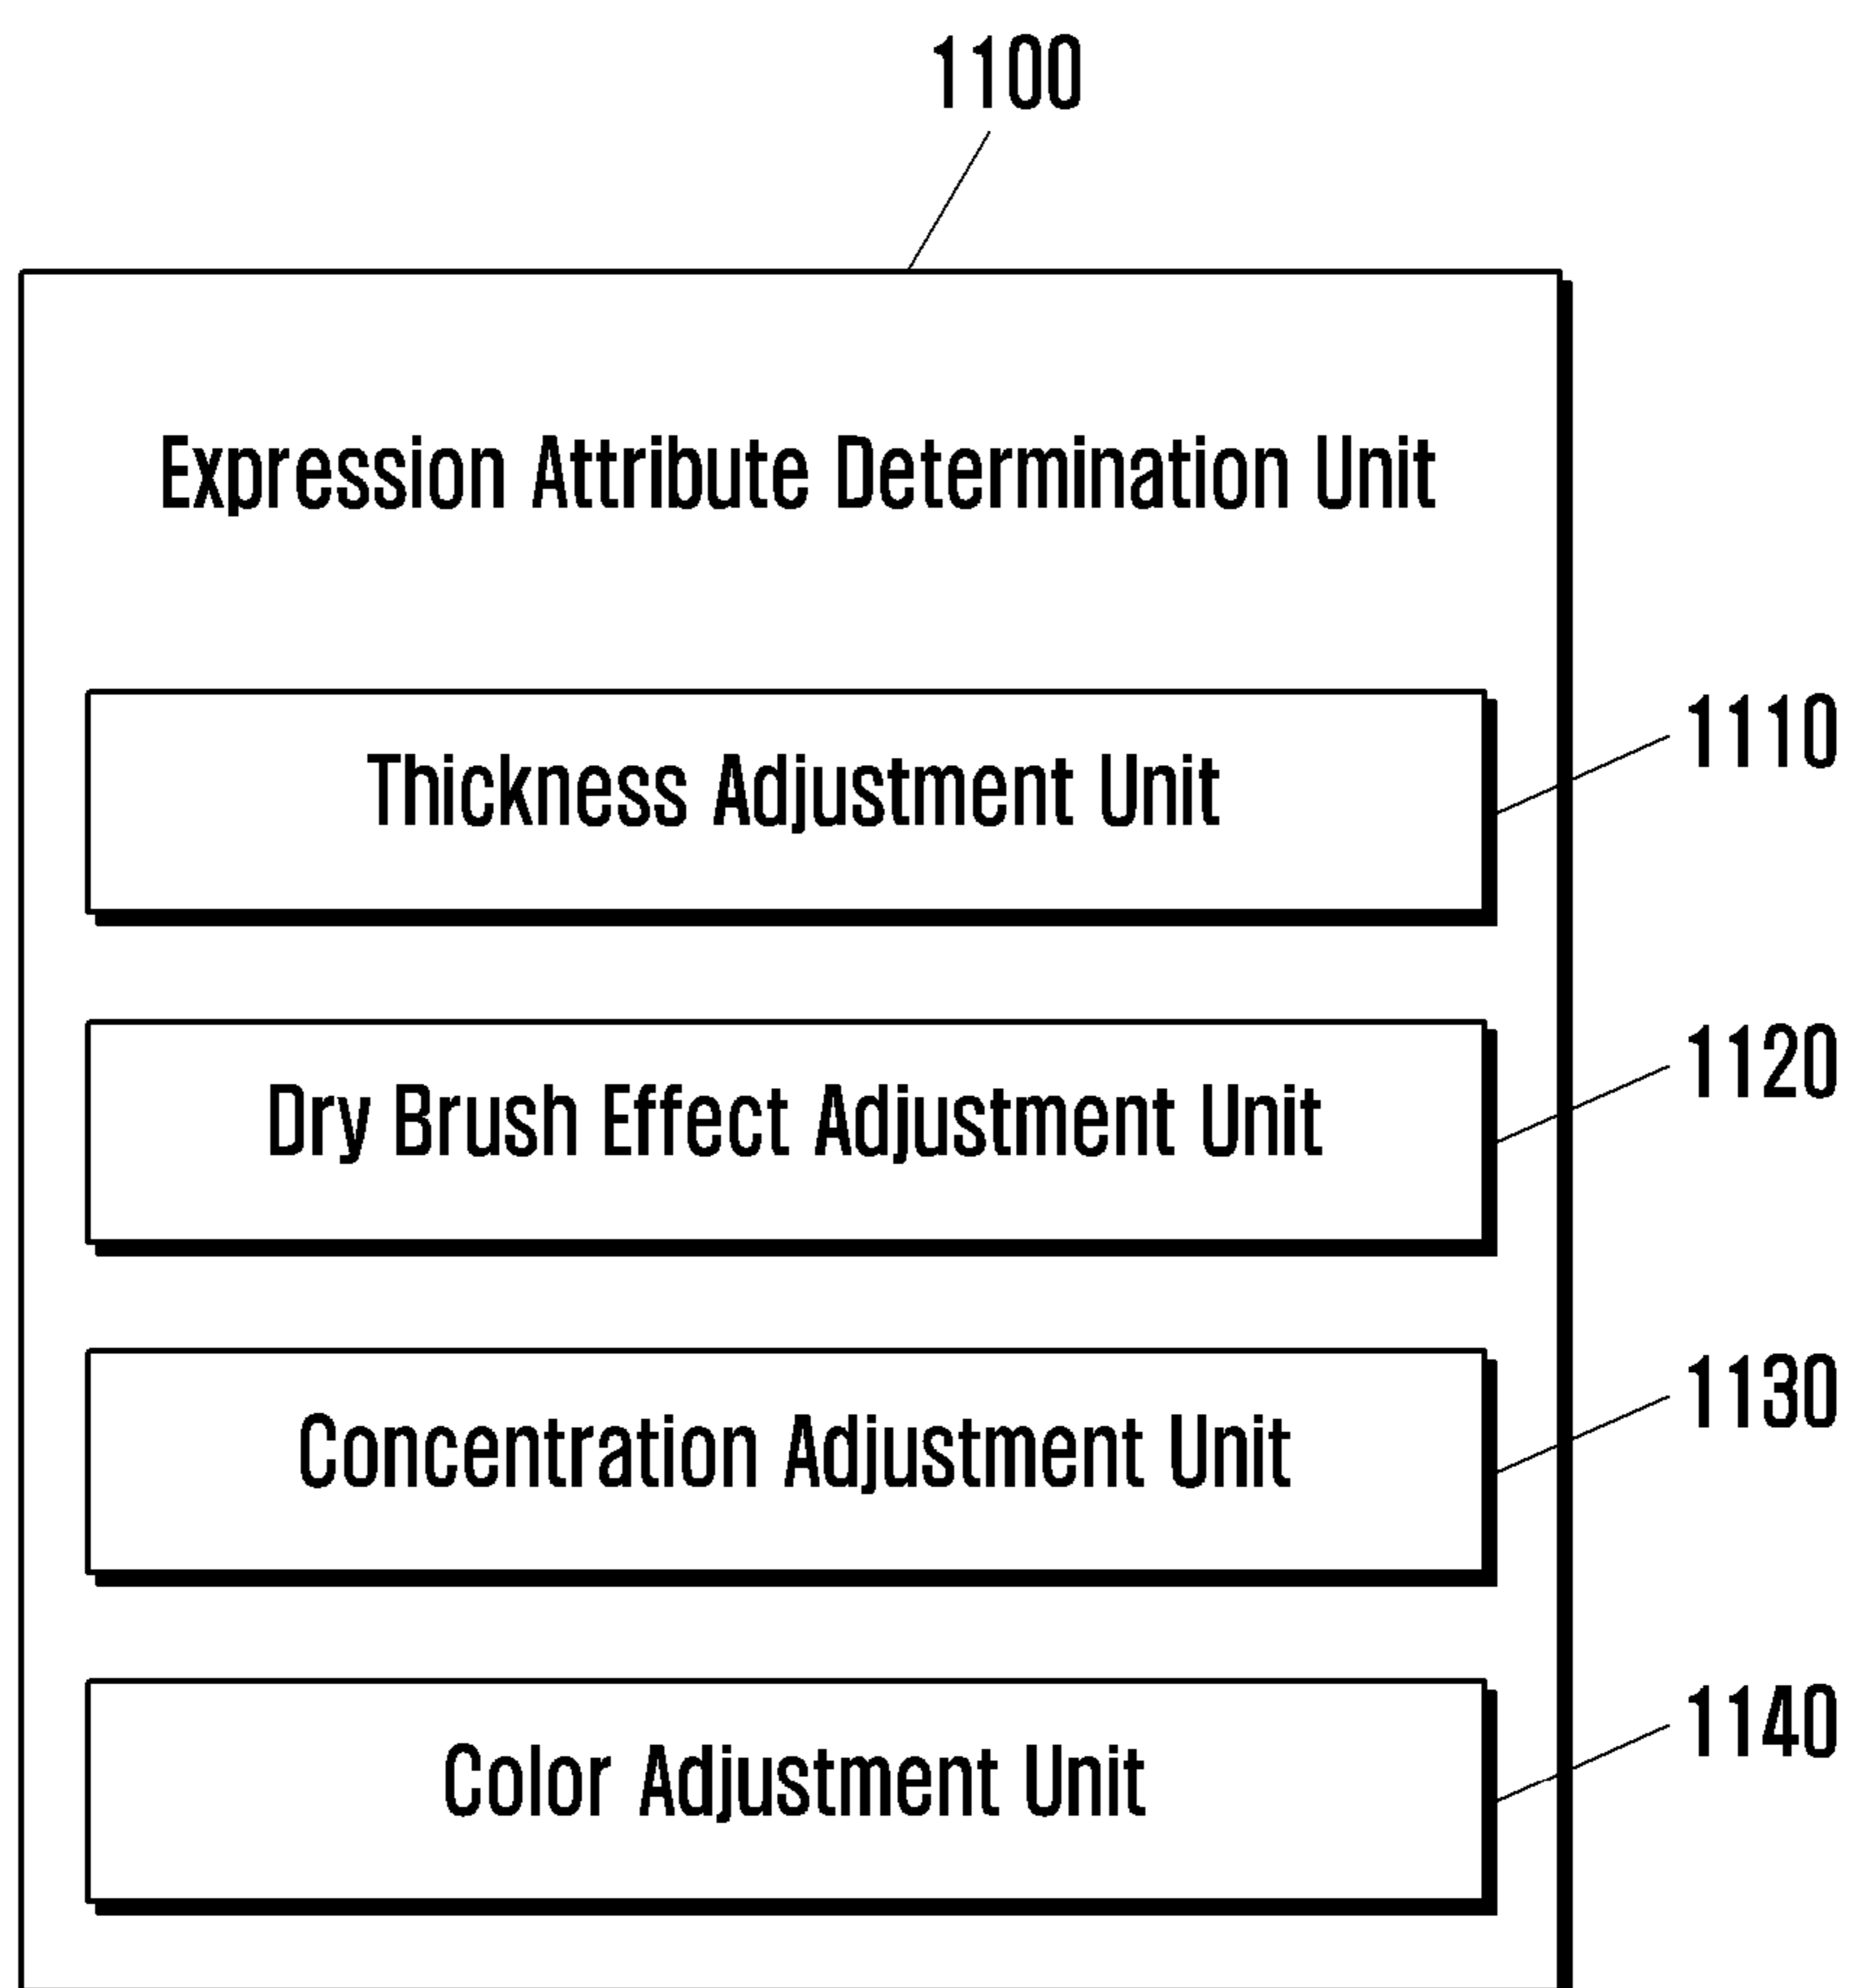 1100
Expression Attribute Determination Unit
Thickness Adjustment Unit
1110
Dry Brush Effect Adjustment Unit
1120
Concentration Adjustment Unit
1130
Color Adjustment Unit
1140